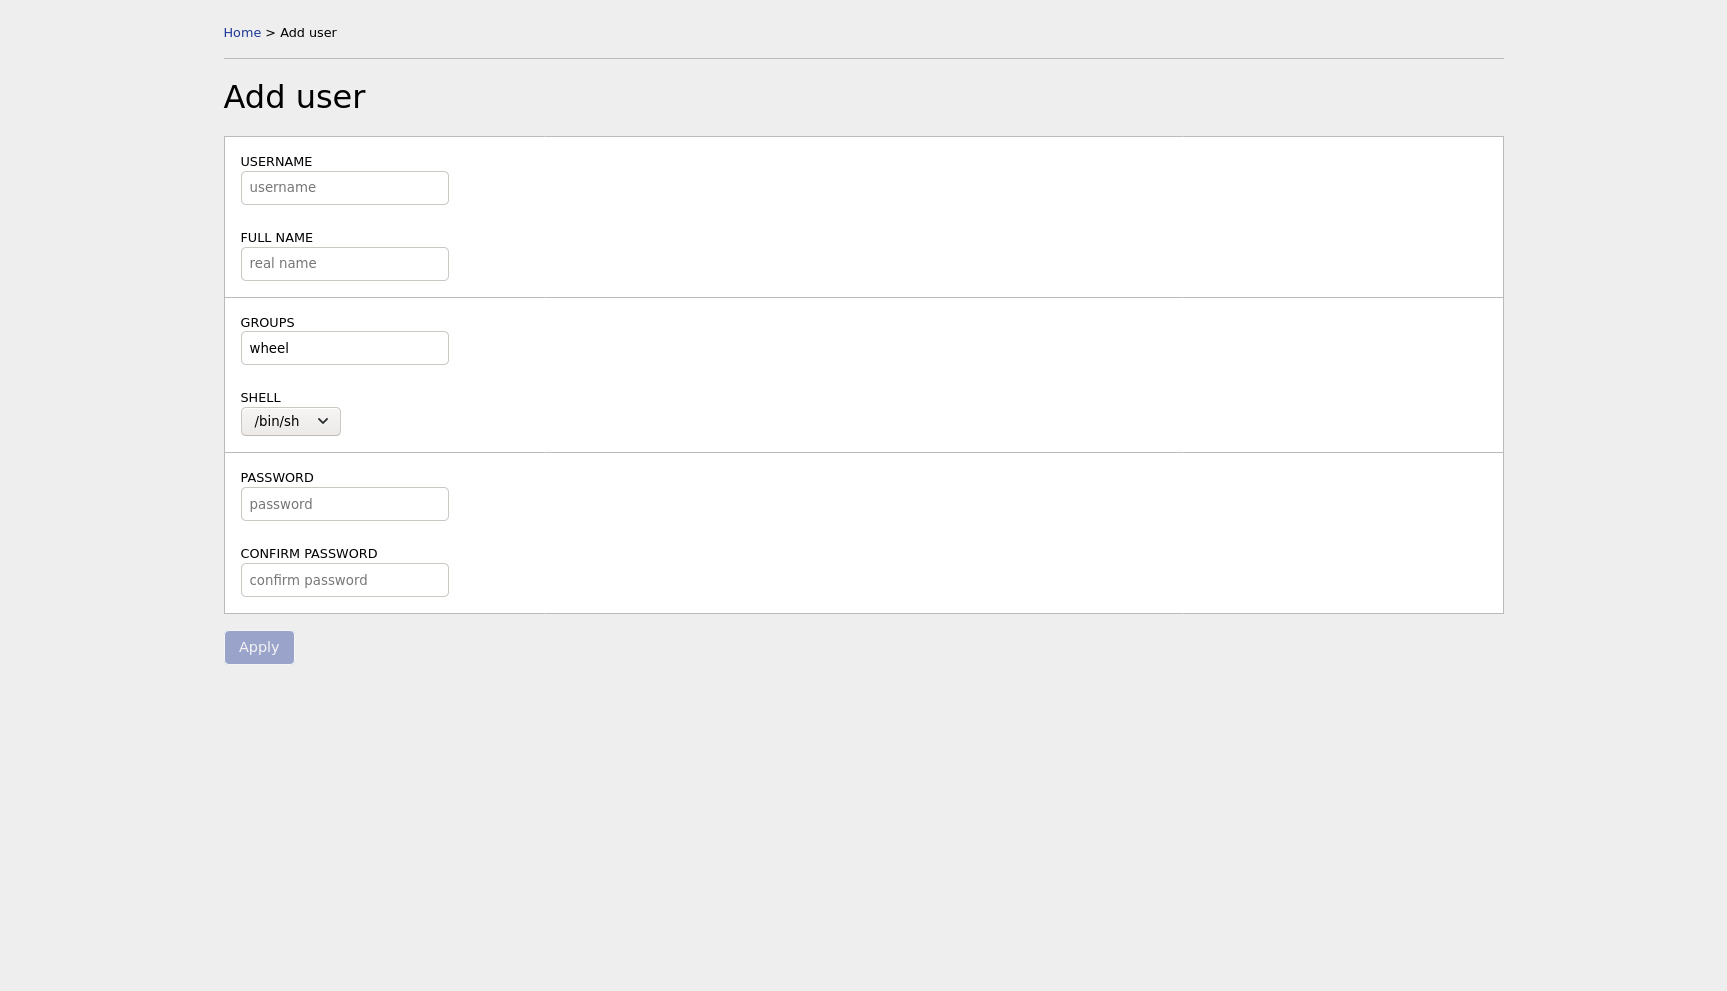 Home > Add user
Add user
USERNAME
username
FULL NAME
real name
GROUPS
wheel
SHELL
/bin/sh
PASSWORD
password
CONFIRM PASSWORD
confirm password
Apply